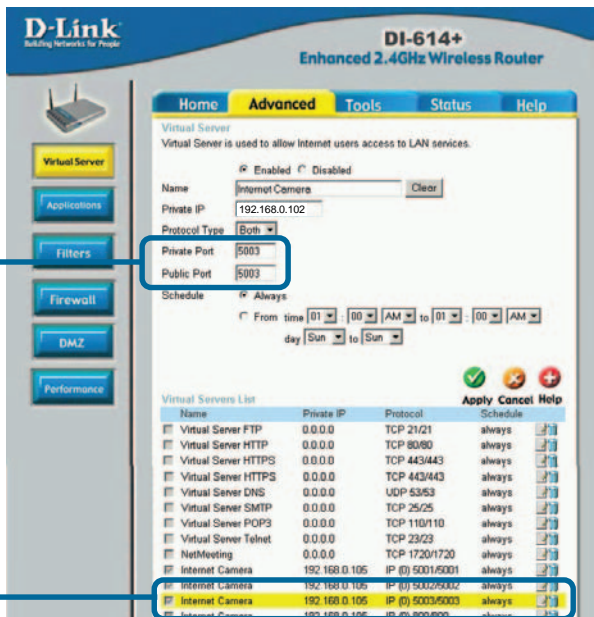 D-Link
Building Networks for People
DI-614+
Enhanced 2.4GHz Wireless Router
Home Advanced Tools Status Help
Virtual Server
Applications
Filters
Firewall
DMZ
Performance
Virtual Server
Virtual Server is used to allow Internet users access to LAN services.
Enabled Disabled
Name Internet Camera Clear
Private IP 192.168.0.102
Protocol Type Both
Private Port 5003
Public Port 5003
Schedule Always
From time 01 : 00 AM to 01 : 00 AM
day Sun to Sun
Apply Cancel Help
Virtual Servers List
Name Private IP Protocol Schedule
Virtual Server FTP 0.0.0.0 TCP 21/21 always
Virtual Server HTTP 0.0.0.0 TCP 80/80 always
Virtual Server HTTPS 0.0.0.0 TCP 443/443 always
Virtual Server HTTPS 0.0.0.0 TCP 443/443 always
Virtual Server DNS 0.0.0.0 UDP 53/53 always
Virtual Server SMTP 0.0.0.0 TCP 25/25 always
Virtual Server POP3 0.0.0.0 TCP 110/110 always
Virtual Server Telnet 0.0.0.0 TCP 23/23 always
NetMeeting 0.0.0.0 TCP 1720/1720 always
Internet Camera 192.168.0.105 IP (0) 5001/5001 always
Internet Camera 192.168.0.105 IP (0) 5002/5002 always
Internet Camera 192.168.0.105 IP (0) 5003/5003 always
Internet Camera 192.168.0.105 IP (0) always